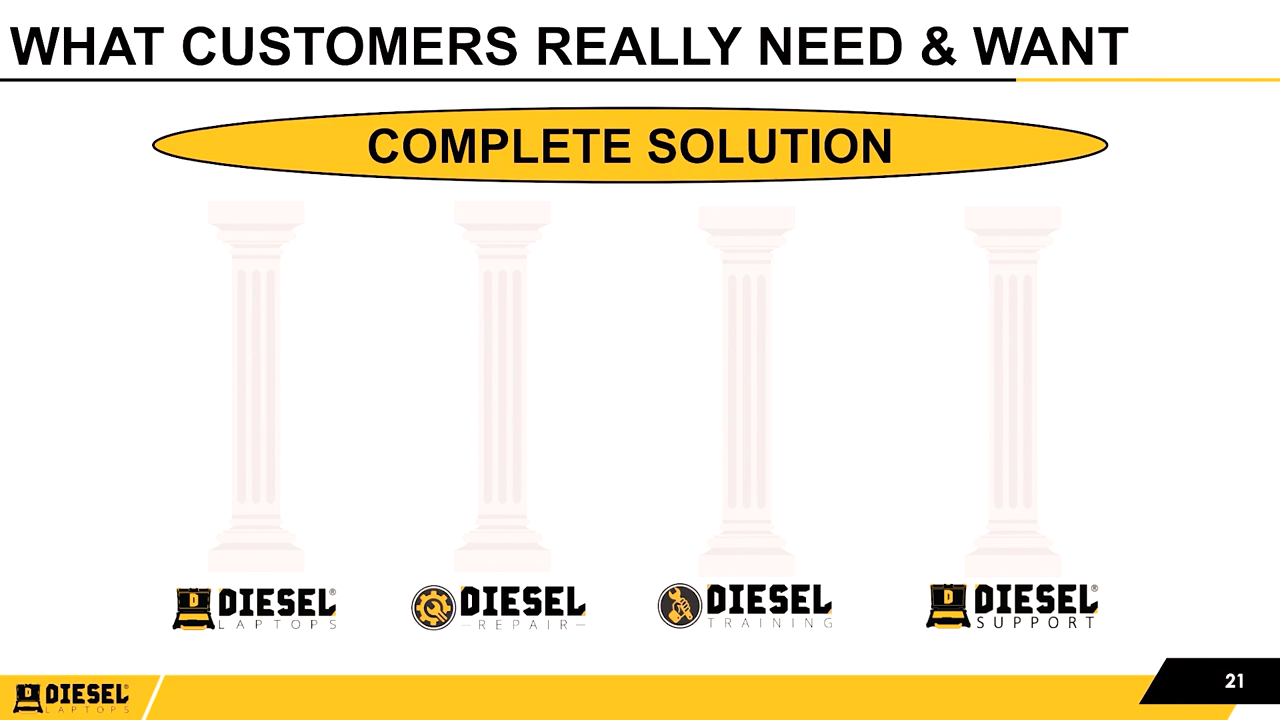 WHAT CUSTOMERS REALLY NEED & WANT
COMPLETE SOLUTION
D DIESEL®
LAPTOPS
DIESEL
-REPAIR-
DIESEL
TRAINING
D DIESEL®
SUPPORT
D DIESEL®
LAPTOPS
21